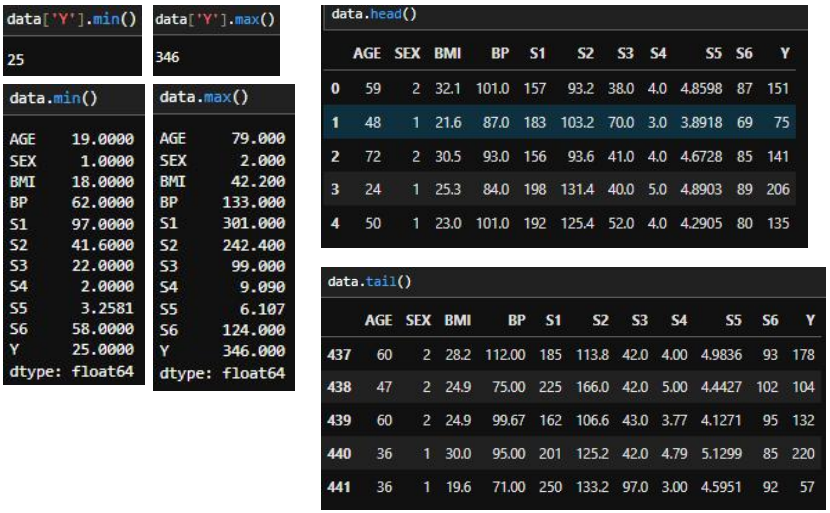 data['Y'].min()
25
data['Y'].max()
346
data.min()
AGE 19.0000
SEX 1.0000
BMI 18.0000
BP 62.0000
S1 97.0000
S2 41.6000
S3 22.0000
S4 2.0000
S5 3.2581
S6 58.0000
Y 25.0000
dtype: float64
data.max()
AGE 79.000
SEX 2.000
BMI 42.200
BP 133.000
S1 301.000
S2 242.400
S3 99.000
S4 9.090
S5 6.107
S6 124.000
Y 346.000
dtype: float64
data.head()
AGE SEX BMI BP S1 S2 S3 S4 S5 S6 Y
0 59 2 32.1 101.0 157 93.2 38.0 4.0 4.8598 87 151
1 48 1 21.6 87.0 183 103.2 70.0 3.0 3.8918 69 75
2 72 2 30.5 93.0 156 93.6 41.0 4.0 4.6728 85 141
3 24 1 25.3 84.0 198 131.4 40.0 5.0 4.8903 89 206
4 50 1 23.0 101.0 192 125.4 52.0 4.0 4.2905 80 135
data.tail()
AGE SEX BMI BP S1 S2 S3 S4 S5 S6 Y
437 60 2 28.2 112.00 185 113.8 42.0 4.00 4.9836 93 178
438 47 2 24.9 75.00 225 166.0 42.0 5.00 4.4427 102 104
439 60 2 24.9 99.67 162 106.6 43.0 3.77 4.1271 95 132
440 36 1 30.0 95.00 201 125.2 42.0 4.79 5.1299 85 220
441 36 1 19.6 71.00 250 133.2 97.0 3.00 4.5951 92 57